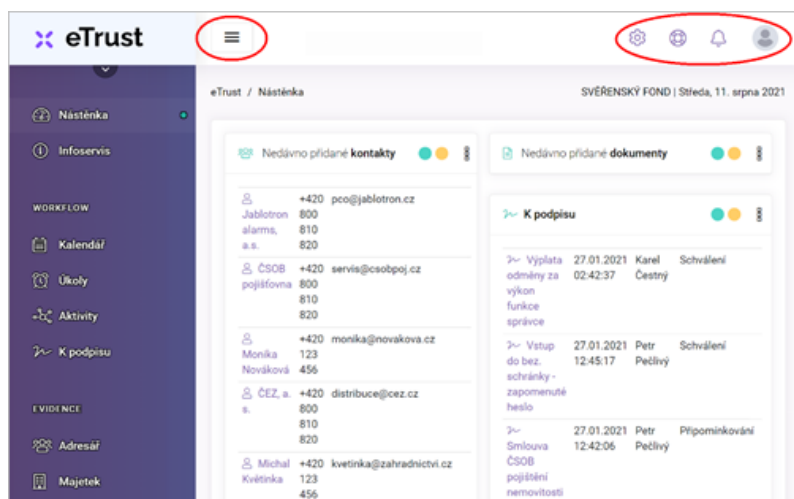 eTrust
eTrust / Nástěnka
SVĚŘENSKÝ FOND | Středa, 11. srpna 2021
Nástěnka
Infoservis
WORKFLOW
Kalendář
Úkoly
Aktivity
K podpisu
EVIDENCE
Adresář
Majetek
Nedávno přidané kontakty
Jablotron +420 pco@jablotron.cz
alarms, 800
a.s. 810
820
ČSOB +420 servis@csobpoj.cz
pojišťovna 800
810
820
+420 monika@novakova.cz
Monika 123
Nováková 456
ČEZ, a. +420 distribuce@cez.cz
s. 800
810
820
Michal +420 kvetinka@zahradnictvi.cz
Květinka 123
456
Nedávno přidané dokumenty
K podpisu
Výplata 27.01.2021 Karel Schválení
odměny za 02:42:37 Čestný
výkon
funkce
správce
Vstup 27.01.2021 Petr Schválení
do bez. 12:45:17 Pečlivý
schránky -
zapomenuté
heslo
27.01.2021 Petr Připomínkování
Smlouva 12:42:06 Pečlivý
ČSOB
pojištění
nemovitosti